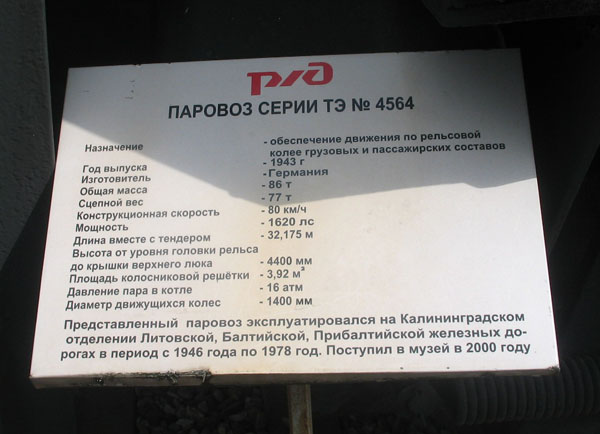 РЖД
ПАРОВОЗ СЕРИИ ТЭ № 4564
Назначение - обеспечение движения по рельсовой
колее грузовых и пассажирских составов
Год выпуска - 1943 г
Изготовитель - Германия
Общая масса - 86 т
Сцепной вес - 77 т
Конструкционная скорость - 80 км/ч
Мощность - 1620 лс
Длина вместе с тендером - 32,175 м
Высота от уровня головки рельса
до крышки верхнего люка - 4400 мм
Площадь колосниковой решётки - 3,92 м²
Давление пара в котле - 16 атм
Диаметр движущихся колес - 1400 мм
Представленный паровоз эксплуатировался на Калининградском
отделении Литовской, Балтийской, Прибалтийской железных до-
рогах в период с 1946 года по 1978 год. Поступил в музей в 2000 году